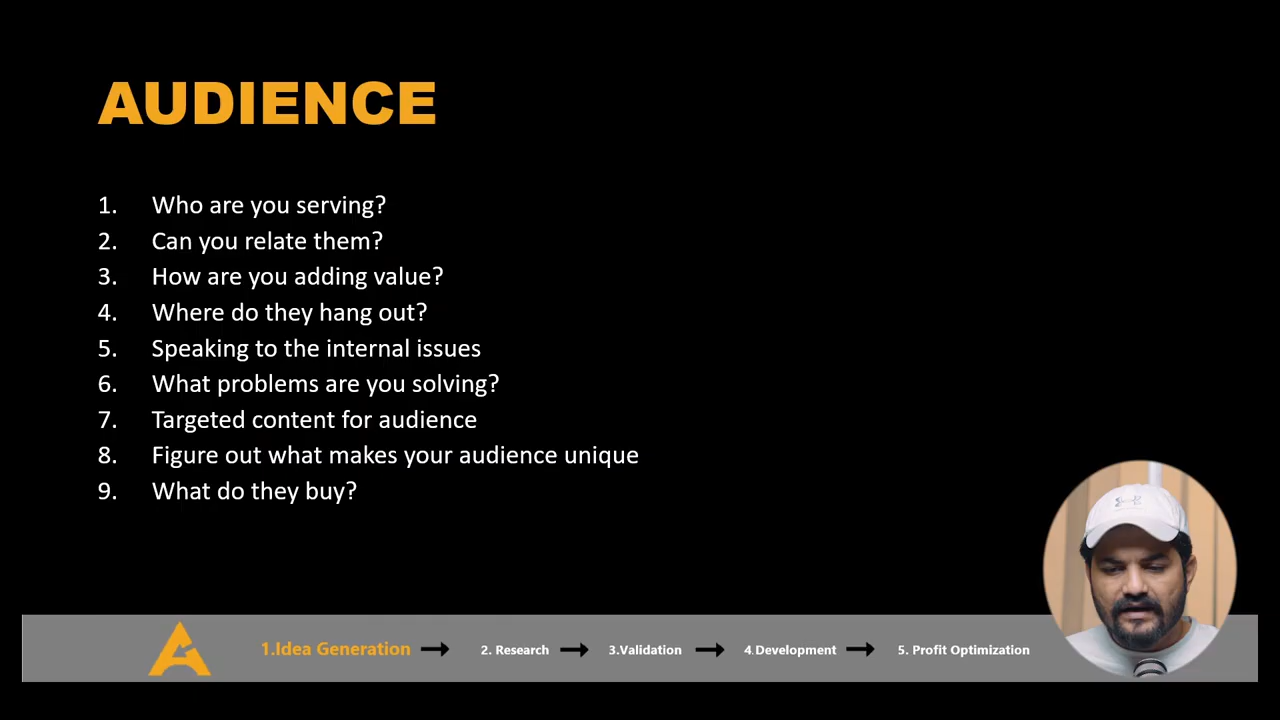 AUDIENCE
1. Who are you serving?
2. Can you relate them?
3. How are you adding value?
4. Where do they hang out?
5. Speaking to the internal issues
6. What problems are you solving?
7. Targeted content for audience
8. Figure out what makes your audience unique
9. What do they buy?
1.Idea Generation 2. Research 3.Validation 4.Development 5. Profit Optimization